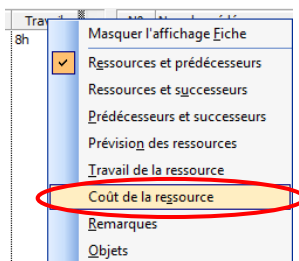 8h
Masquer l'affichage Fiche
Ressources et prédécesseurs
Ressources et successeurs
Prédécesseurs et successeurs
Prévision des ressources
Travail de la ressource
Coût de la ressource
Remarques
Objets